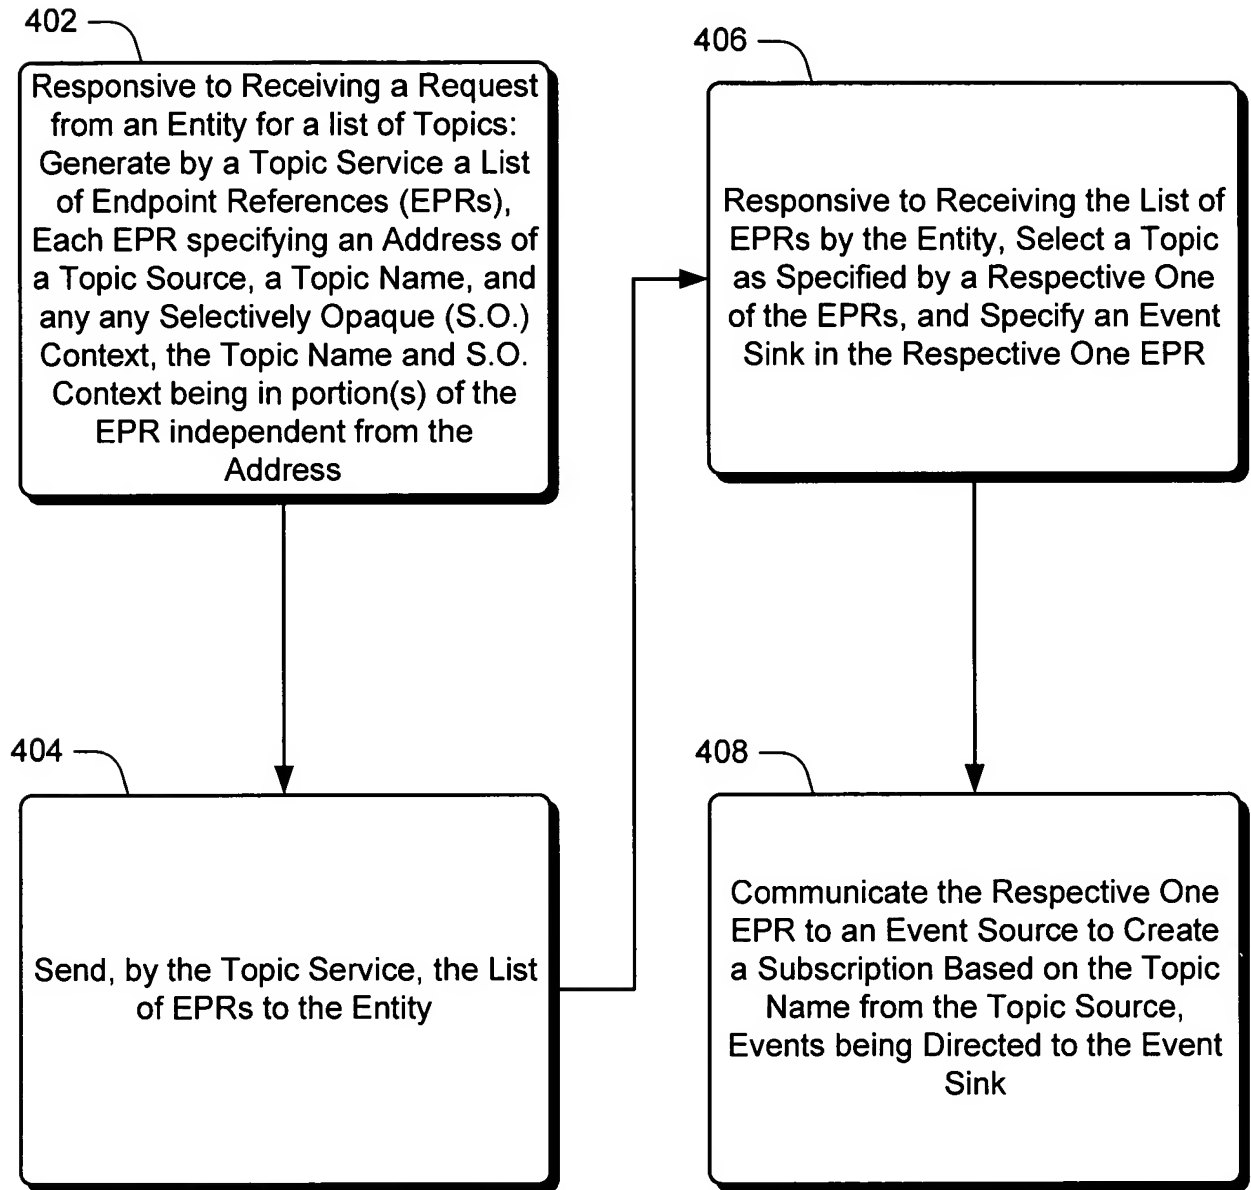 402
Responsive to Receiving a Request
from an Entity for a list of Topics:
Generate by a Topic Service a List
of Endpoint References (EPRs),
Each EPR specifying an Address of
a Topic Source, a Topic Name, and
any any Selectively Opaque (S.O.)
Context, the Topic Name and S.O.
Context being in portion(s) of the
EPR independent from the
Address
404
Send, by the Topic Service, the List
of EPRs to the Entity
406
Responsive to Receiving the List of
EPRs by the Entity, Select a Topic
as Specified by a Respective One
of the EPRs, and Specify an Event
Sink in the Respective One EPR
408
Communicate the Respective One
EPR to an Event Source to Create
a Subscription Based on the Topic
Name from the Topic Source,
Events being Directed to the Event
Sink